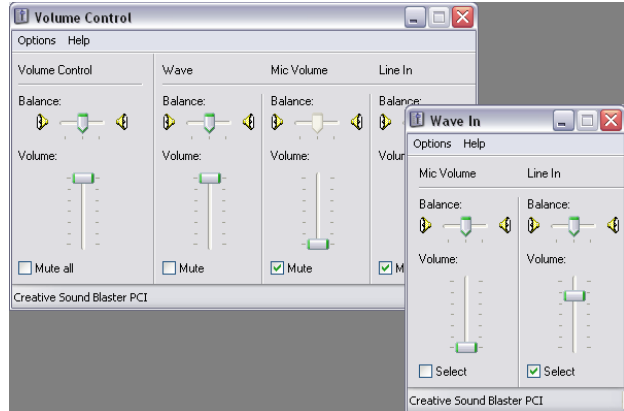 Volume Control
Options Help
Volume Control Wave Mic Volume Line In
Balance: Balance: Balance: Balance:
Volume: Volume: Volume:
Mute all Mute Mute
Creative Sound Blaster PCI
Wave In
Options Help
Mic Volume Line In
Balance: Balance:
Volume: Volume:
Select Select
Creative Sound Blaster PCI